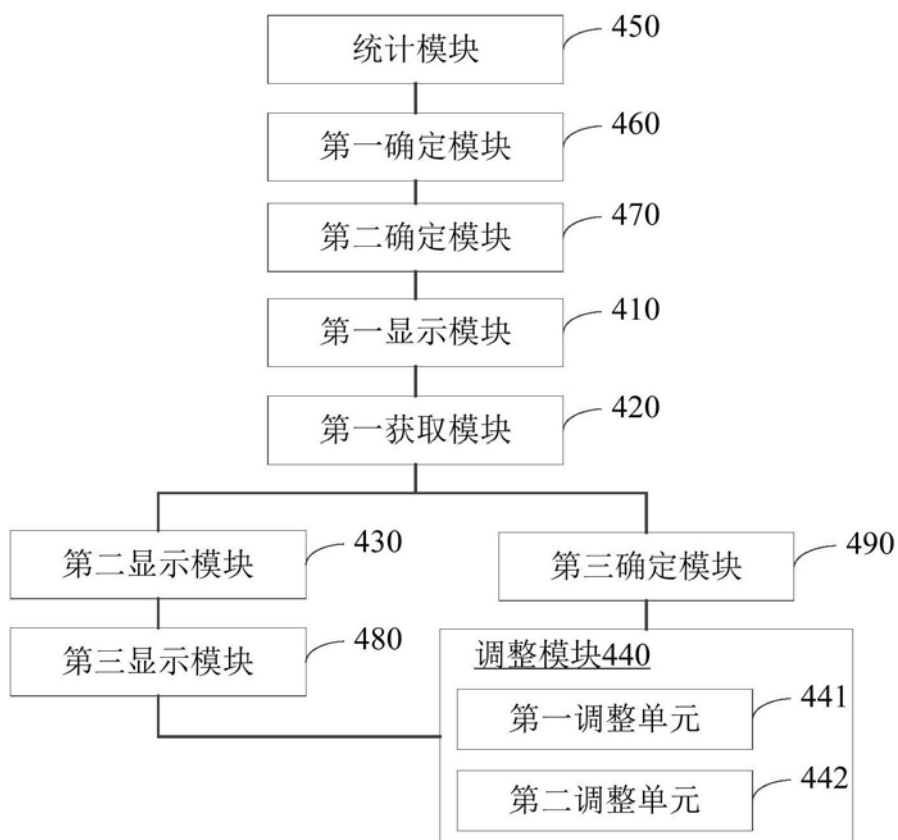 统计模块
450
第一确定模块
460
第二确定模块
470
第一显示模块
410
第一获取模块
420
第二显示模块
430
第三确定模块
490
第三显示模块
480
调整模块440
第一调整单元
441
第二调整单元
442